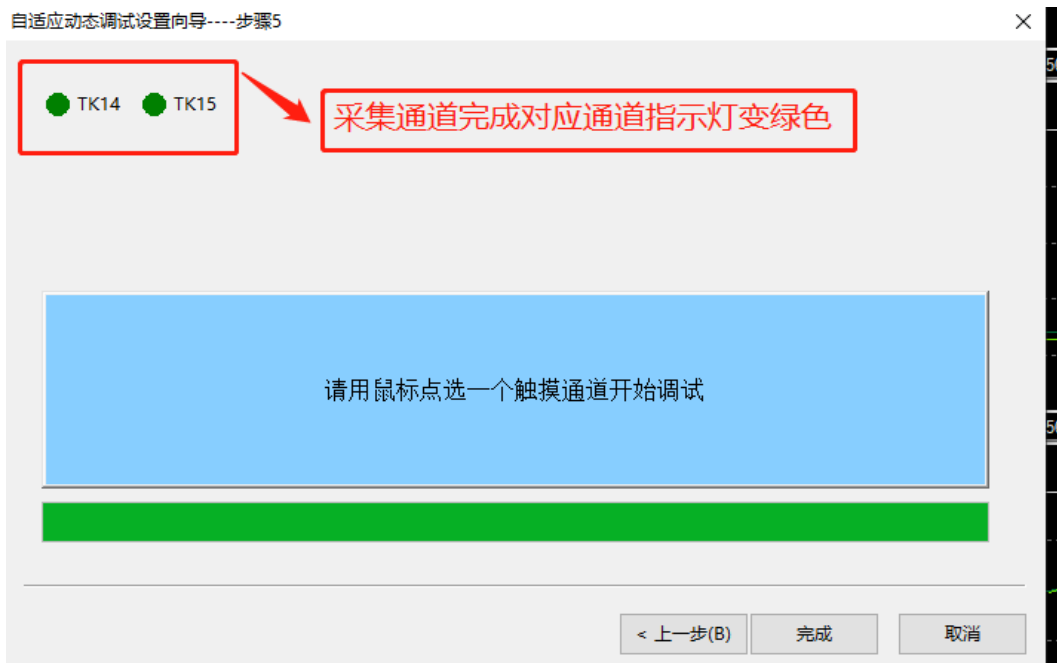 自适应动态调试设置向导----步骤5
TK14 TK15
采集通道完成对应通道指示灯变绿色
请用鼠标点选一个触摸通道开始调试
< 上一步(B) 完成 取消